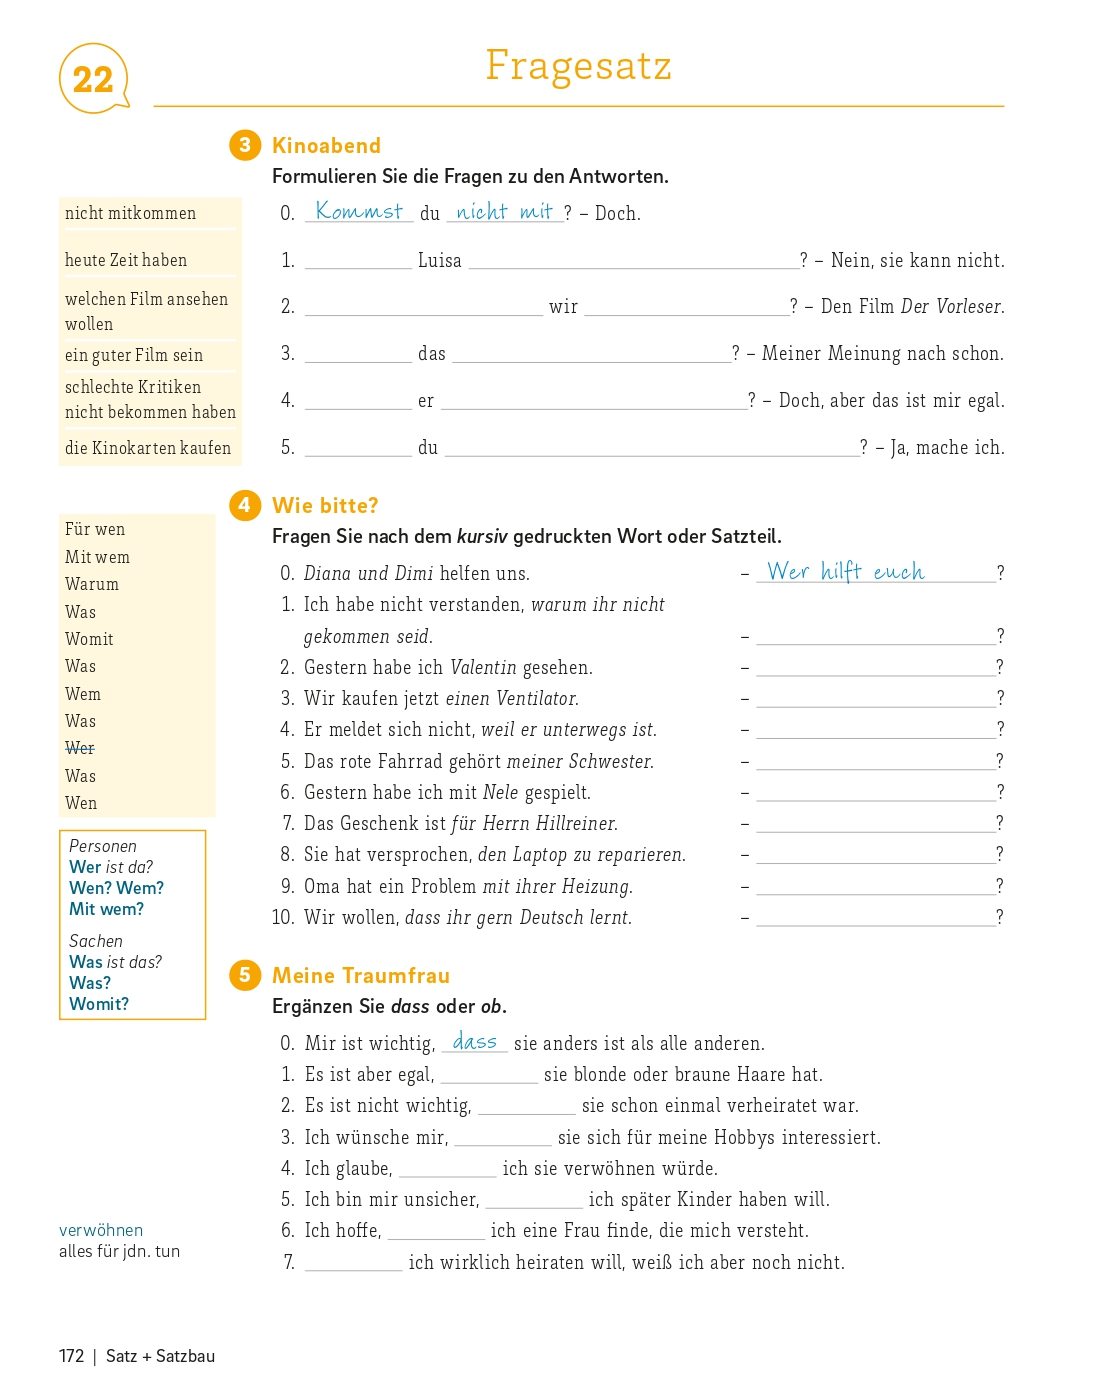 22
Fragesatz
3 Kinoabend
Formulieren Sie die Fragen zu den Antworten.
nicht mitkommen
heute Zeit haben
welchen Film ansehen
wollen
ein guter Film sein
schlechte Kritiken
nicht bekommen haben
die Kinokarten kaufen
0. Kommst du nicht mit? – Doch.
1. __________ Luisa __________? – Nein, sie kann nicht.
2. __________ wir __________? – Den Film Der Vorleser.
3. __________ das __________? – Meiner Meinung nach schon.
4. __________ er __________? – Doch, aber das ist mir egal.
5. __________ du __________? – Ja, mache ich.
4 Wie bitte?
Fragen Sie nach dem kursiv gedruckten Wort oder Satzteil.
Für wen
Mit wem
Warum
Was
Womit
Was
Wem
Was
Wer
Was
Wen
Personen
Wer ist da?
Wen? Wem?
Mit wem?
Sachen
Was ist das?
Was?
Womit?
0. Diana und Dimi helfen uns. – Wer hilft euch?
1. Ich habe nicht verstanden, warum ihr nicht
gekommen seid. – __________?
2. Gestern habe ich Valentin gesehen. – __________?
3. Wir kaufen jetzt einen Ventilator. – __________?
4. Er meldet sich nicht, weil er unterwegs ist. – __________?
5. Das rote Fahrrad gehört meiner Schwester. – __________?
6. Gestern habe ich mit Nele gespielt. – __________?
7. Das Geschenk ist für Herrn Hillreiner. – __________?
8. Sie hat versprochen, den Laptop zu reparieren. – __________?
9. Oma hat ein Problem mit ihrer Heizung. – __________?
10. Wir wollen, dass ihr gern Deutsch lernt. – __________?
5 Meine Traumfrau
Ergänzen Sie dass oder ob.
0. Mir ist wichtig, dass sie anders ist als alle anderen.
1. Es ist aber egal, __________ sie blonde oder braune Haare hat.
2. Es ist nicht wichtig, __________ sie schon einmal verheiratet war.
3. Ich wünsche mir, __________ sie sich für meine Hobbys interessiert.
4. Ich glaube, __________ ich sie verwöhnen würde.
5. Ich bin mir unsicher, __________ ich später Kinder haben will.
6. Ich hoffe, __________ ich eine Frau finde, die mich versteht.
7. __________ ich wirklich heiraten will, weiß ich aber noch nicht.
verwöhnen
alles für jdn. tun
172 | Satz + Satzbau